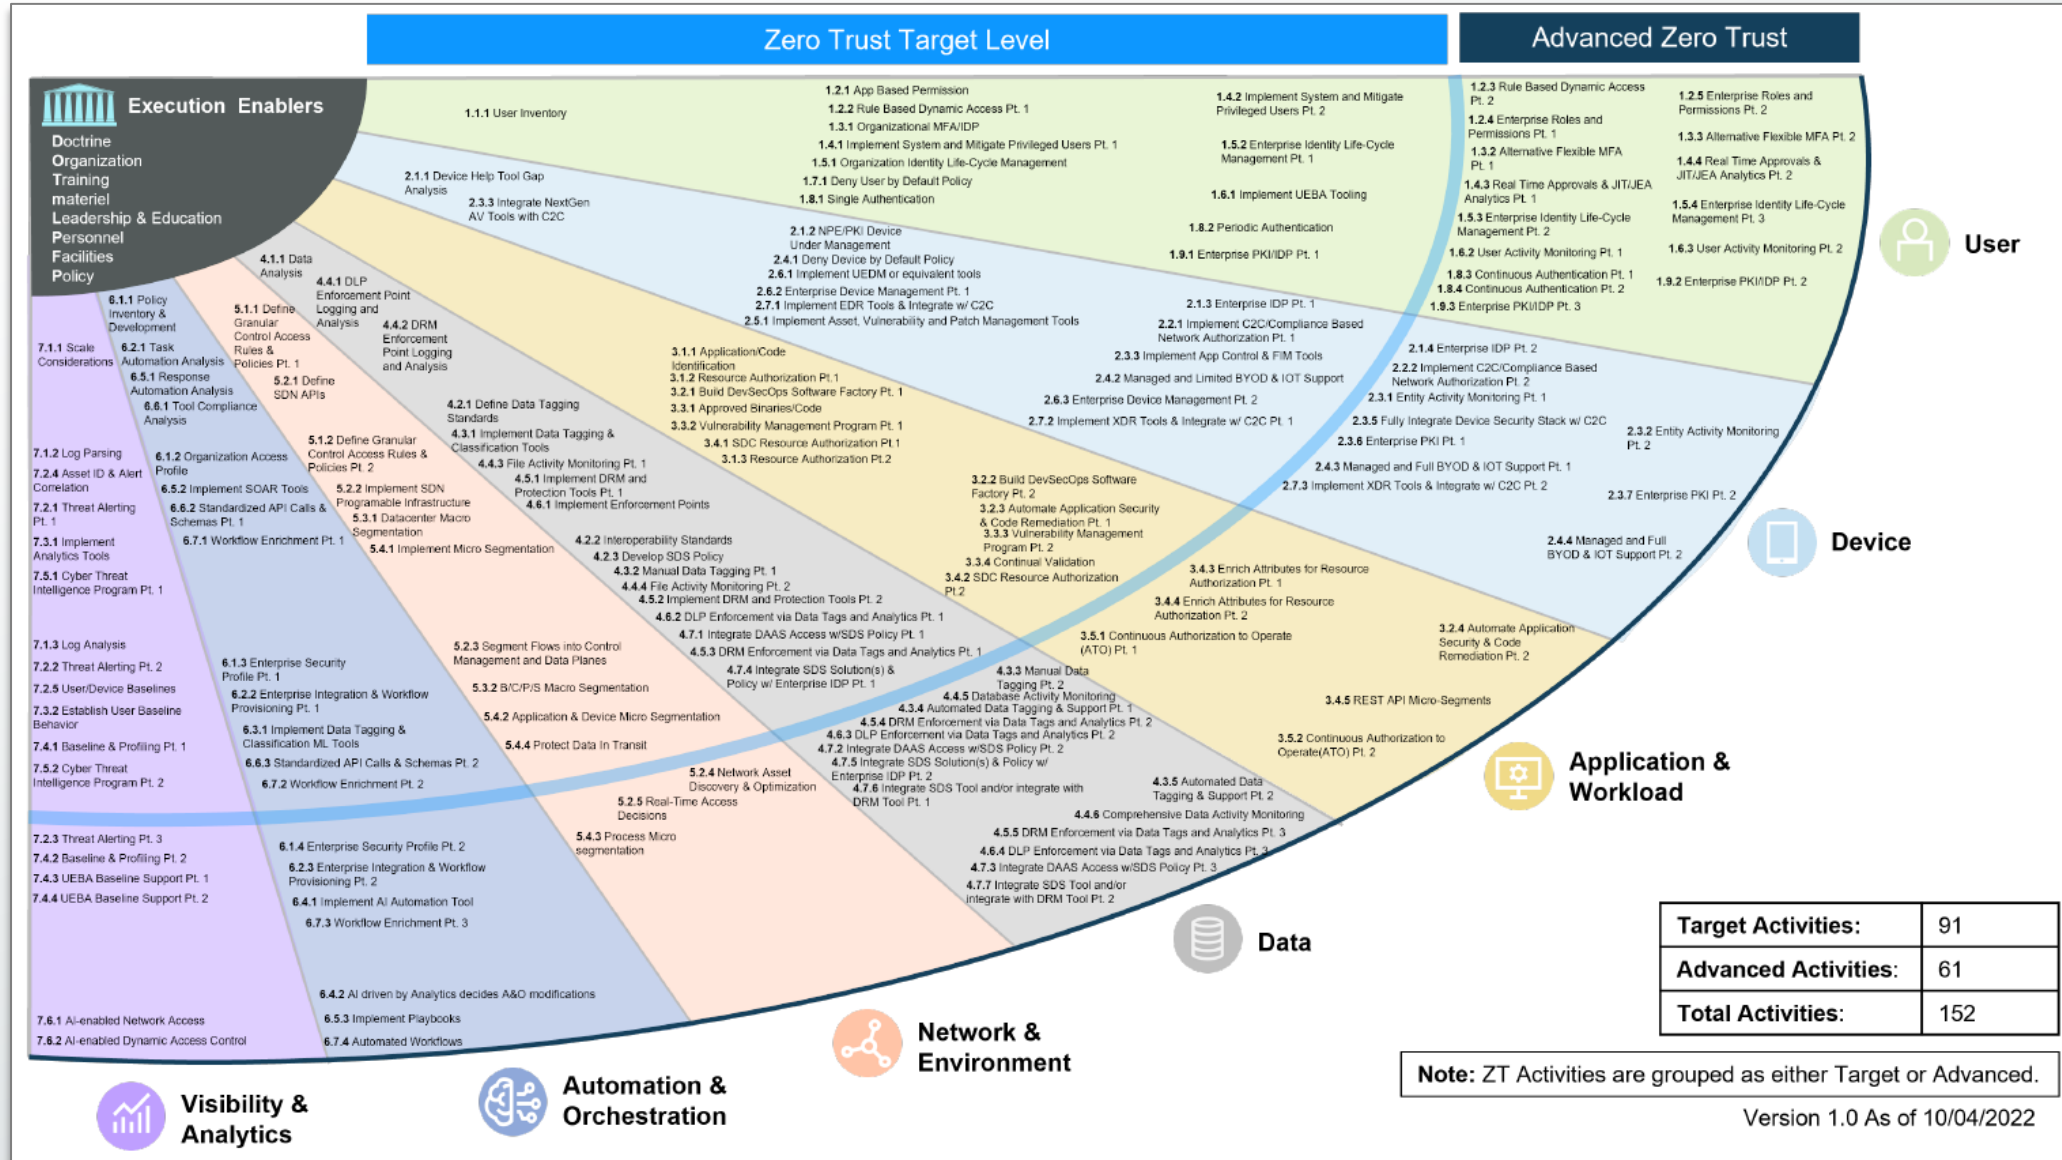 Zero Trust Target Level
Advanced Zero Trust
Execution Enablers
Doctrine
Organization
Training
materiel
Leadership & Education
Personnel
Facilities
Policy
1.1.1 User Inventory
1.2.1 App Based Permission
1.2.2 Rule Based Dynamic Access Pt. 1
1.3.1 Organizational MFA/IDP
1.4.1 Implement System and Mitigate Privileged Users Pt. 1
1.5.1 Organization Identity Life-Cycle Management
1.7.1 Deny User by Default Policy
1.8.1 Single Authentication
1.4.2 Implement System and Mitigate
Privileged Users Pt. 2
1.5.2 Enterprise Identity Life-Cycle
Management Pt. 1
1.6.1 Implement UEBA Tooling
1.8.2 Periodic Authentication
1.9.1 Enterprise PKI/IDP Pt. 1
1.2.3 Rule Based Dynamic Access
Pt. 2
1.2.4 Enterprise Roles and
Permissions Pt. 1
1.3.2 Alternative Flexible MFA
Pt. 1
1.4.3 Real Time Approvals & JIT/JEA
Analytics Pt. 1
1.5.3 Enterprise Identity Life-Cycle
Management Pt. 2
1.6.2 User Activity Monitoring Pt. 1
1.8.3 Continuous Authentication Pt. 1
1.8.4 Continuous Authentication Pt. 2
1.9.3 Enterprise PKI/IDP Pt. 3
1.2.5 Enterprise Roles and
Permissions Pt. 2
1.3.3 Alternative Flexible MFA Pt. 2
1.4.4 Real Time Approvals &
JIT/JEA Analytics Pt. 2
1.5.4 Enterprise Identity Life-Cycle
Management Pt. 3
1.6.3 User Activity Monitoring Pt. 2
1.9.2 Enterprise PKI/IDP Pt. 2
User
2.1.1 Device Help Tool Gap
Analysis
2.3.3 Integrate NextGen
AV Tools with C2C
2.1.2 NPE/PKI Device
Under Management
2.4.1 Deny Device by Default Policy
2.6.1 Implement UEDM or equivalent tools
2.6.2 Enterprise Device Management Pt. 1
2.7.1 Implement EDR Tools & Integrate w/ C2C
2.5.1 Implement Asset, Vulnerability and Patch Management Tools
2.1.3 Enterprise IDP Pt. 1
2.2.1 Implement C2C/Compliance Based
Network Authorization Pt. 1
2.3.3 Implement App Control & FIM Tools
2.4.2 Managed and Limited BYOD & IOT Support
2.6.3 Enterprise Device Management Pt. 2
2.7.2 Implement XDR Tools & Integrate w/ C2C Pt. 1
2.1.4 Enterprise IDP Pt. 2
2.2.2 Implement C2C/Compliance Based
Network Authorization Pt. 2
2.3.1 Entity Activity Monitoring Pt. 1
2.3.5 Fully Integrate Device Security Stack w/ C2C
2.3.6 Enterprise PKI Pt. 1
2.4.3 Managed and Full BYOD & IOT Support Pt. 1
2.7.3 Implement XDR Tools & Integrate w/ C2C Pt. 2
2.3.2 Entity Activity Monitoring
Pt. 2
2.3.7 Enterprise PKI Pt. 2
2.4.4 Managed and Full
BYOD & IOT Support Pt. 2
Device
3.1.1 Application/Code
Identification
3.1.2 Resource Authorization Pt.1
3.2.1 Build DevSecOps Software Factory Pt. 1
3.3.1 Approved Binaries/Code
3.3.2 Vulnerability Management Program Pt. 1
3.4.1 SDC Resource Authorization Pt.1
3.1.3 Resource Authorization Pt.2
3.2.2 Build DevSecOps Software
Factory Pt. 2
3.2.3 Automate Application Security
& Code Remediation Pt. 1
3.3.3 Vulnerability Management
Program Pt. 2
3.3.4 Continual Validation
3.4.2 SDC Resource Authorization
Pt.2
3.4.3 Enrich Attributes for Resource
Authorization Pt. 1
3.4.4 Enrich Attributes for Resource
Authorization Pt. 2
3.5.1 Continuous Authorization to Operate
(ATO) Pt. 1
3.2.4 Automate Application
Security & Code
Remediation Pt. 2
3.4.5 REST API Micro-Segments
3.5.2 Continuous Authorization to
Operate(ATO) Pt. 2
Application &
Workload
4.1.1 Data
Analysis
4.4.1 DLP
Enforcement Point
Logging and
Analysis
4.4.2 DRM
Enforcement
Point Logging
and Analysis
4.2.1 Define Data Tagging
Standards
4.3.1 Implement Data Tagging &
Classification Tools
4.4.3 File Activity Monitoring Pt. 1
4.5.1 Implement DRM and
Protection Tools Pt. 1
4.6.1 Implement Enforcement Points
4.2.2 Interoperability Standards
4.2.3 Develop SDS Policy
4.3.2 Manual Data Tagging Pt. 1
4.4.4 File Activity Monitoring Pt. 2
4.5.2 Implement DRM and Protection Tools Pt. 2
4.6.2 DLP Enforcement via Data Tags and Analytics Pt. 1
4.7.1 Integrate DAAS Access w/SDS Policy Pt. 1
4.5.3 DRM Enforcement via Data Tags and Analytics Pt. 1
4.7.4 Integrate SDS Solution(s) &
Policy w/ Enterprise IDP Pt. 1
4.3.3 Manual Data
Tagging Pt. 2
4.4.5 Database Activity Monitoring
4.3.4 Automated Data Tagging & Support Pt. 1
4.5.4 DRM Enforcement via Data Tags and Analytics Pt. 2
4.6.3 DLP Enforcement via Data Tags and Analytics Pt. 2
4.7.2 Integrate DAAS Access w/SDS Policy Pt. 2
4.7.5 Integrate SDS Solution(s) & Policy w/
Enterprise IDP Pt. 2
4.7.6 Integrate SDS Tool and/or integrate with
DRM Tool Pt. 1
4.3.5 Automated Data
Tagging & Support Pt. 2
4.4.6 Comprehensive Data Activity Monitoring
4.5.5 DRM Enforcement via Data Tags and Analytics Pt. 3
4.6.4 DLP Enforcement via Data Tags and Analytics Pt. 3
4.7.3 Integrate DAAS Access w/SDS Policy Pt. 3
4.7.7 Integrate SDS Tool and/or
integrate with DRM Tool Pt. 2
Data
5.1.1 Define
Granular
Control Access
Rules &
Policies Pt. 1
5.2.1 Define
SDN APIs
5.1.2 Define Granular
Control Access Rules &
Policies Pt. 2
5.2.2 Implement SDN
Programable Infrastructure
5.3.1 Datacenter Macro
Segmentation
5.4.1 Implement Micro Segmentation
5.2.3 Segment Flows into Control
Management and Data Planes
5.3.2 B/C/P/S Macro Segmentation
5.4.2 Application & Device Micro Segmentation
5.4.4 Protect Data In Transit
5.2.4 Network Asset
Discovery & Optimization
5.2.5 Real-Time Access
Decisions
5.4.3 Process Micro
segmentation
Network &
Environment
6.1.1 Policy
Inventory &
Development
6.2.1 Task
Automation Analysis
6.5.1 Response
Automation Analysis
6.6.1 Tool Compliance
Analysis
6.1.2 Organization Access
Profile
6.5.2 Implement SOAR Tools
6.6.2 Standardized API Calls &
Schemas Pt. 1
6.7.1 Workflow Enrichment Pt. 1
6.1.3 Enterprise Security
Profile Pt. 1
6.2.2 Enterprise Integration & Workflow
Provisioning Pt. 1
6.3.1 Implement Data Tagging &
Classification ML Tools
6.6.3 Standardized API Calls & Schemas Pt. 2
6.7.2 Workflow Enrichment Pt. 2
6.1.4 Enterprise Security Profile Pt. 2
6.2.3 Enterprise Integration & Workflow
Provisioning Pt. 2
6.4.1 Implement AI Automation Tool
6.7.3 Workflow Enrichment Pt. 3
6.4.2 AI driven by Analytics decides A&O modifications
6.5.3 Implement Playbooks
6.7.4 Automated Workflows
Automation &
Orchestration
7.1.1 Scale
Considerations
7.1.2 Log Parsing
7.2.4 Asset ID & Alert
Correlation
7.2.1 Threat Alerting
Pt. 1
7.3.1 Implement
Analytics Tools
7.5.1 Cyber Threat
Intelligence Program Pt. 1
7.1.3 Log Analysis
7.2.2 Threat Alerting Pt. 2
7.2.5 User/Device Baselines
7.3.2 Establish User Baseline
Behavior
7.4.1 Baseline & Profiling Pt. 1
7.5.2 Cyber Threat
Intelligence Program Pt. 2
7.2.3 Threat Alerting Pt. 3
7.4.2 Baseline & Profiling Pt. 2
7.4.3 UEBA Baseline Support Pt. 1
7.4.4 UEBA Baseline Support Pt. 2
7.6.1 AI-enabled Network Access
7.6.2 AI-enabled Dynamic Access Control
Visibility &
Analytics
Target Activities: 91
Advanced Activities: 61
Total Activities: 152
Note: ZT Activities are grouped as either Target or Advanced.
Version 1.0 As of 10/04/2022